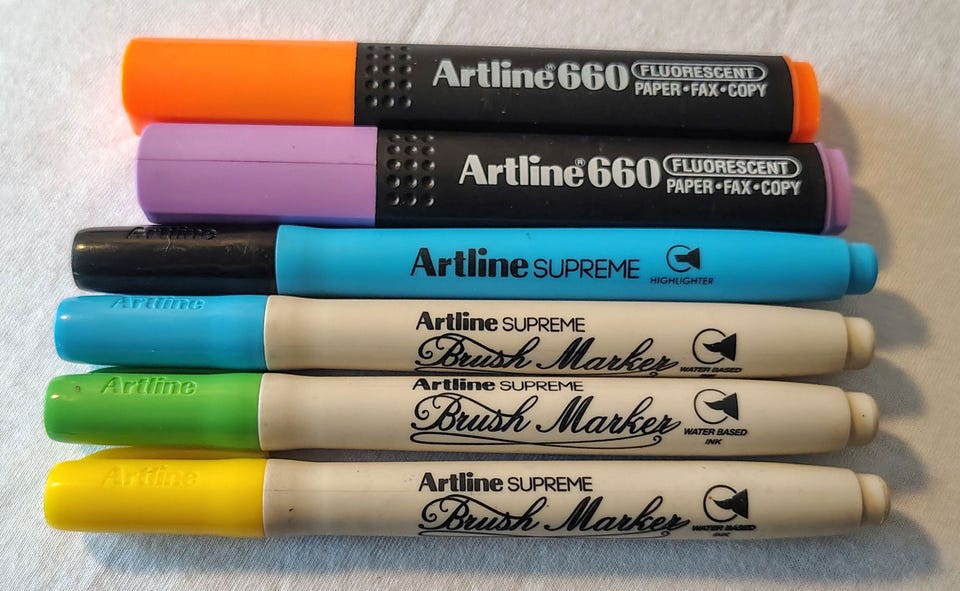 Artline® 660 FLUORESCENT
PAPER•FAX•COPY
Artline® 660 FLUORESCENT
PAPER•FAX•COPY
Artline
Artline SUPREME
HIGHLIGHTER
Artline
Artline SUPREME
Brush Marker
WATER BASED
INK
Artline
Artline SUPREME
Brush Marker
WATER BASED
INK
Artline
Artline SUPREME
Brush Marker
WATER BASED
INK